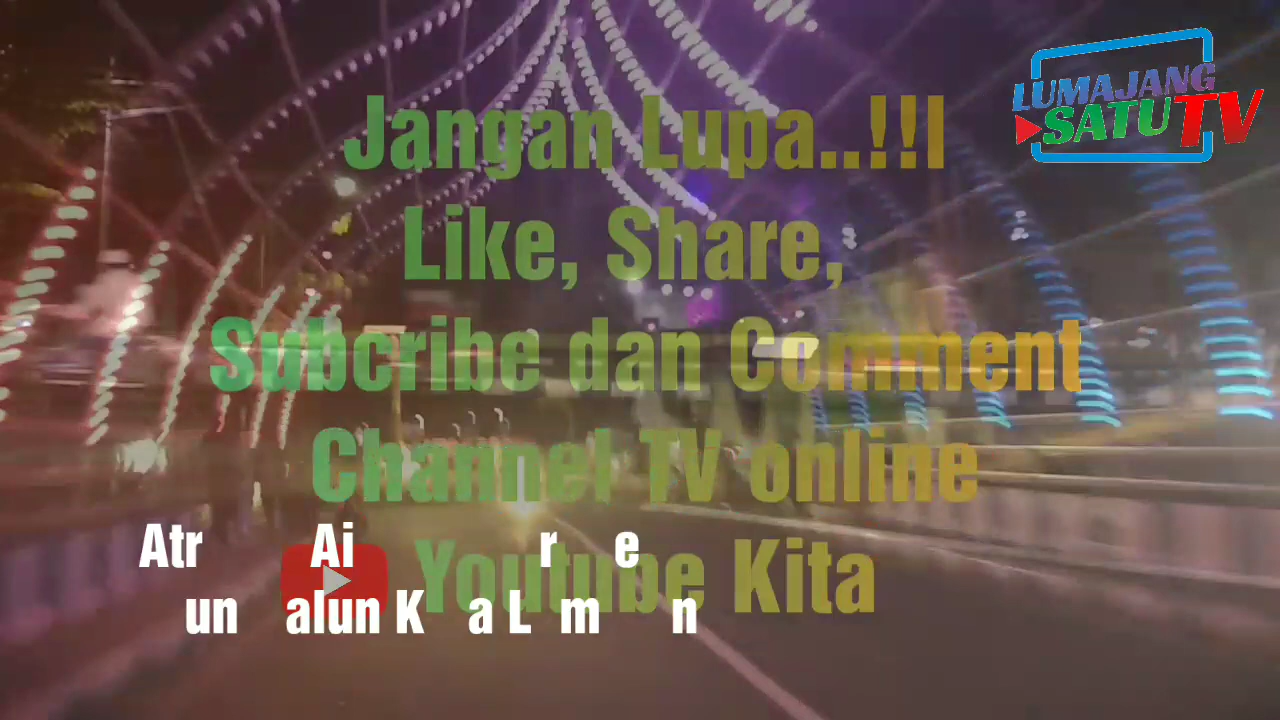 LUMAJANG
SATU TV
Jangan Lupa..!!!
Like, Share,
Subcribe dan Comment
Channel TV online
Youtube Kita
Atr Ai r e
un alun K a L m n